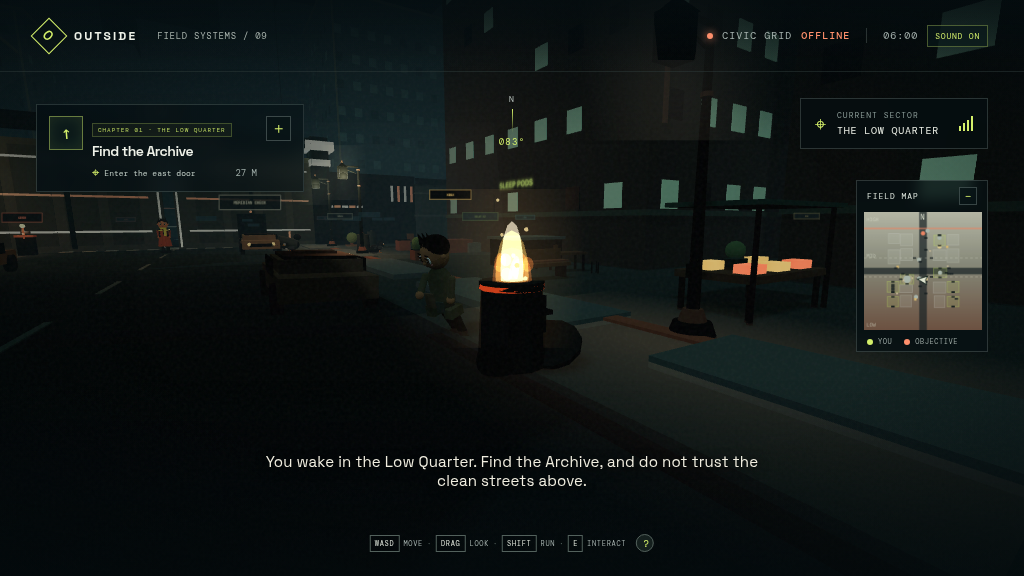 OUTSIDE
FIELD SYSTEMS / 09
CIVIC GRID OFFLINE
06:00
SOUND ON
CHAPTER 01 · THE LOW QUARTER
Find the Archive
Enter the east door
27 M
N
083°
CURRENT SECTOR
THE LOW QUARTER
FIELD MAP
N
LOW
YOU
OBJECTIVE
SLEEP PODS
You wake in the Low Quarter. Find the Archive, and do not trust the
clean streets above.
WASD MOVE · DRAG LOOK · SHIFT RUN · E INTERACT ?